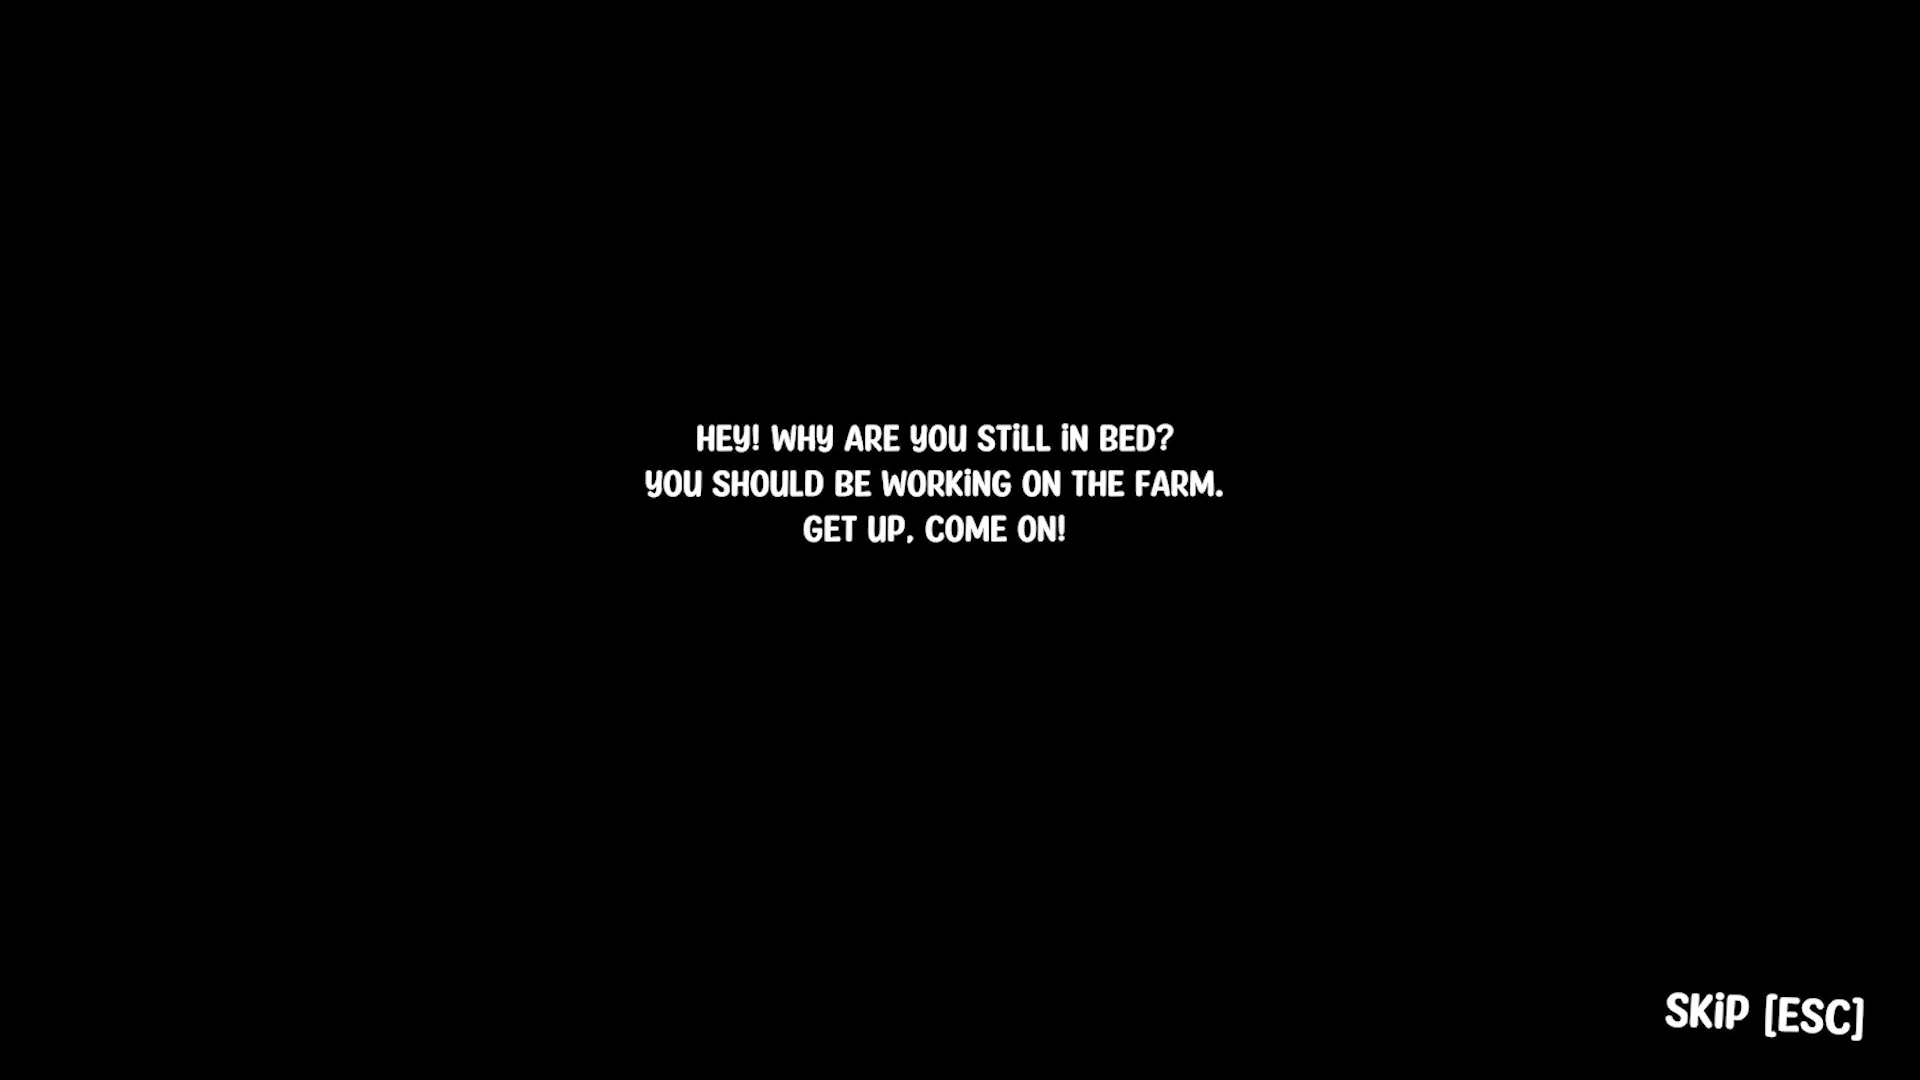 HEY! WHY ARE YOU STILL IN BED?
YOU SHOULD BE WORKING ON THE FARM.
GET UP, COME ON!
SKIP [ESC]